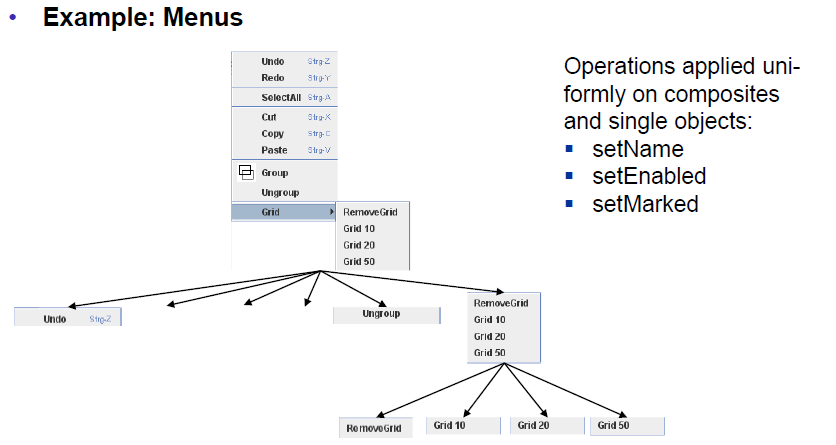 • Example: Menus
Undo Strg-Z
Redo Strg-Y
SelectAll Strg-A
Cut Strg-X
Copy Strg-C
Paste Strg-V
Group
Ungroup
Grid
RemoveGrid
Grid 10
Grid 20
Grid 50
Operations applied uni-
formly on composites
and single objects:
▪ setName
▪ setEnabled
▪ setMarked
Undo Strg-Z
Ungroup
RemoveGrid
Grid 10
Grid 20
Grid 50
RemoveGrid
Grid 10
Grid 20
Grid 50